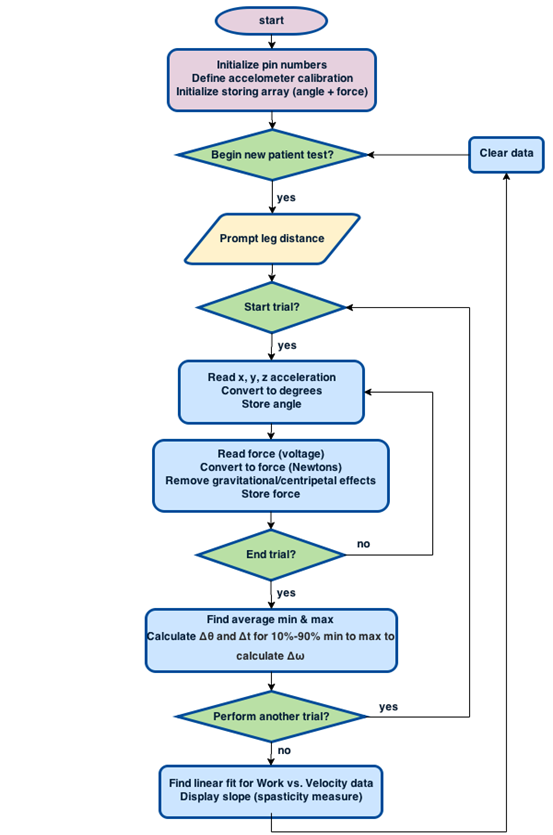 start
Initialize pin numbers
Define accelometer calibration
Initialize storing array (angle + force)
Begin new patient test?
Clear data
yes
Prompt leg distance
Start trial?
yes
Read x, y, z acceleration
Convert to degrees
Store angle
Read force (voltage)
Convert to force (Newtons)
Remove gravitational/centripetal effects
Store force
End trial?
no
yes
Find average min & max
Calculate Δθ and Δt for 10%-90% min to max to
calculate Δω
Perform another trial?
yes
no
Find linear fit for Work vs. Velocity data
Display slope (spasticity measure)